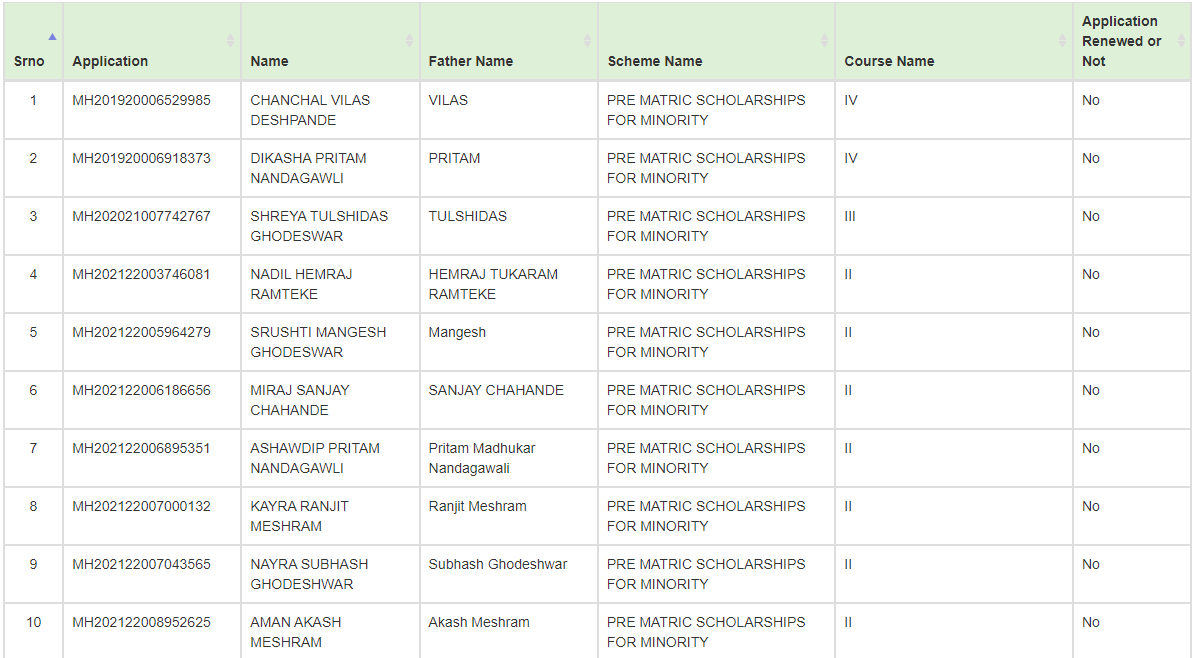 Srno Application Name Father Name Scheme Name Course Name Application Renewed or Not
1 MH201920006529985 CHANCHAL VILAS DESHPANDE VILAS PRE MATRIC SCHOLARSHIPS FOR MINORITY IV No
2 MH201920006918373 DIKASHA PRITAM NANDAGAWLI PRITAM PRE MATRIC SCHOLARSHIPS FOR MINORITY IV No
3 MH202021007742767 SHREYA TULSHIDAS GHODESWAR TULSHIDAS PRE MATRIC SCHOLARSHIPS FOR MINORITY III No
4 MH202122003746081 NADIL HEMRAJ RAMTEKE HEMRAJ TUKARAM RAMTEKE PRE MATRIC SCHOLARSHIPS FOR MINORITY II No
5 MH202122005964279 SRUSHTI MANGESH GHODESWAR Mangesh PRE MATRIC SCHOLARSHIPS FOR MINORITY II No
6 MH202122006186656 MIRAJ SANJAY CHAHANDE SANJAY CHAHANDE PRE MATRIC SCHOLARSHIPS FOR MINORITY II No
7 MH202122006895351 ASHAWDIP PRITAM NANDAGAWLI Pritam Madhukar Nandagawali PRE MATRIC SCHOLARSHIPS FOR MINORITY II No
8 MH202122007000132 KAYRA RANJIT MESHRAM Ranjit Meshram PRE MATRIC SCHOLARSHIPS FOR MINORITY II No
9 MH202122007043565 NAYRA SUBHASH GHODESHWAR Subhash Ghodeshwar PRE MATRIC SCHOLARSHIPS FOR MINORITY II No
10 MH202122008952625 AMAN AKASH MESHRAM Akash Meshram PRE MATRIC SCHOLARSHIPS FOR MINORITY II No